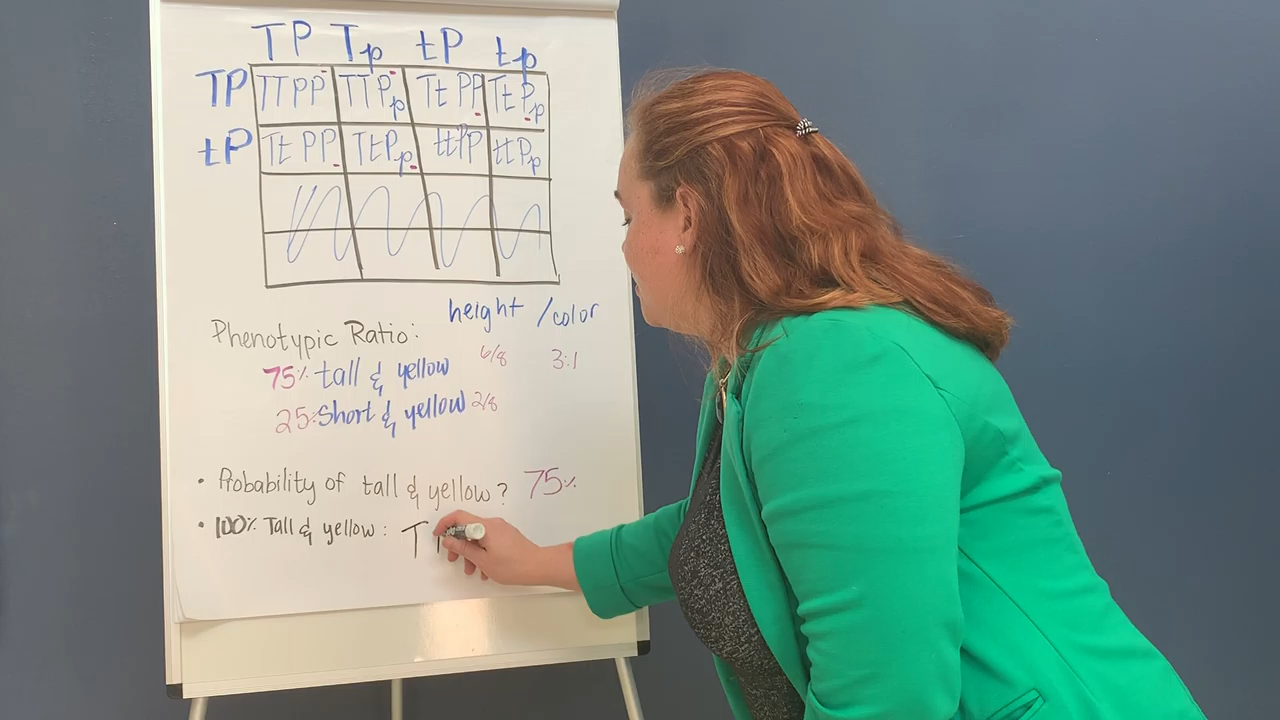 TP Tp tP tp
TP TTPP TTPp TtPP TtPp
tP TtPP TtPp ttPP ttPp
height / color
Phenotypic Ratio:
75% tall & yellow 6/8 3:1
25% Short & yellow 2/8
• Probability of tall & yellow? 75%
• 100% Tall & yellow: T